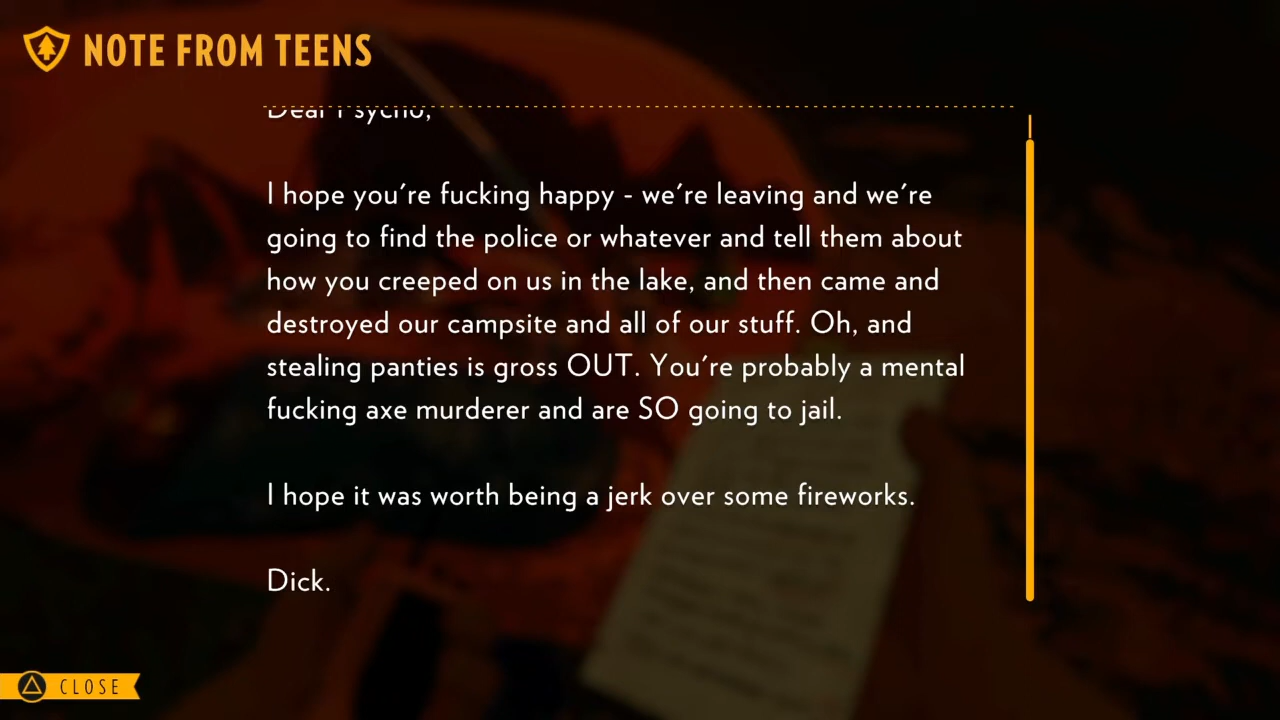 NOTE FROM TEENS
Dear Psycho,
I hope you're fucking happy - we're leaving and we're
going to find the police or whatever and tell them about
how you creeped on us in the lake, and then came and
destroyed our campsite and all of our stuff. Oh, and
stealing panties is gross OUT. You're probably a mental
fucking axe murderer and are SO going to jail.
I hope it was worth being a jerk over some fireworks.
Dick.
CLOSE